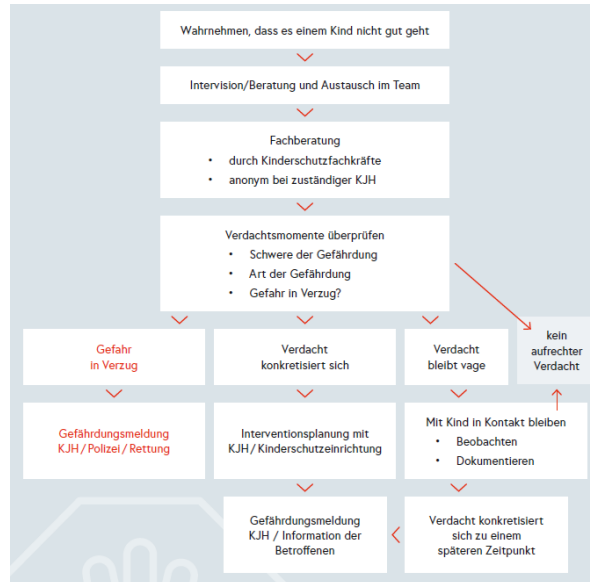 Wahrnehmen, dass es einem Kind nicht gut geht
Intervision/Beratung und Austausch im Team
Fachberatung
• durch Kinderschutzfachkräfte
• anonym bei zuständiger KJH
Verdachtsmomente überprüfen
• Schwere der Gefährdung
• Art der Gefährdung
• Gefahr in Verzug?
Gefahr
in Verzug
Verdacht
konkretisiert sich
Verdacht
bleibt vage
kein
aufrechter
Verdacht
Gefährdungsmeldung
KJH / Polizei / Rettung
Interventionsplanung mit
KJH / Kinderschutzeinrichtung
Mit Kind in Kontakt bleiben
• Beobachten
• Dokumentieren
Gefährdungsmeldung
KJH / Information der
Betroffenen
Verdacht konkretisiert
sich zu einem
späteren Zeitpunkt